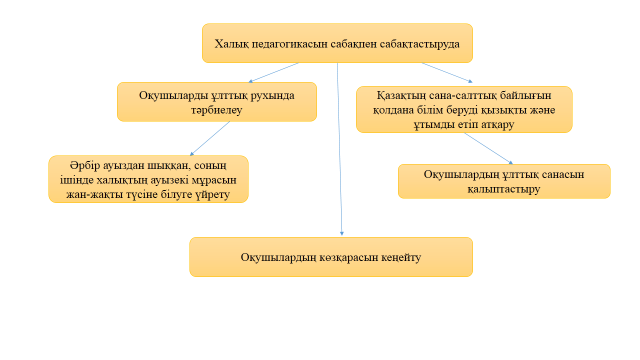 Халық педагогикасын сабақпен сабақтастыруда
Оқушыларды ұлттық рухында
тәрбиелеу
Қазақтың сана-салттық байлығын
қолдана білім беруді қызықты және
ұтымды етіп атқару
Әрбір ауыздан шыққан, соның
ішінде халықтың ауызекі мұрасын
жан-жақты түсіне білуге үйрету
Оқушылардың ұлттық санасын
қалыптастыру
Оқушылардың көзқарасын кеңейту